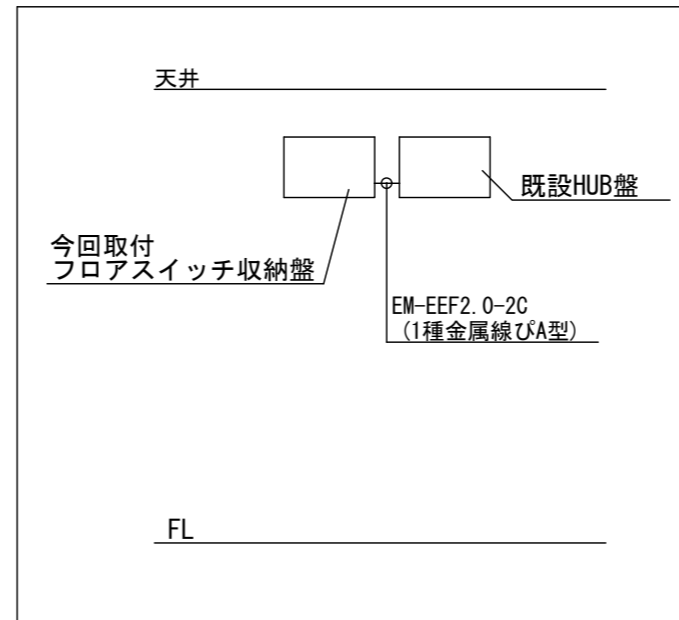 天井
既設HUB盤
今回取付
フロアスイッチ収納盤
EM-EEF2.0-2C
(1種金属線ぴA型)
FL